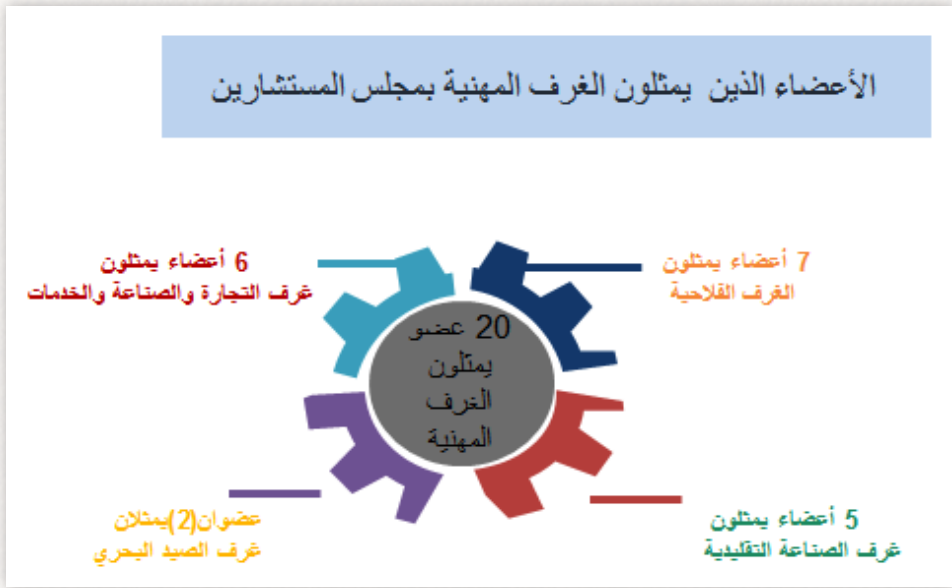 الأعضاء الذين يمثلون الغرف المهنية بمجلس المستشارين
7 أعضاء يمثلون
الغرف الفلاحية
6 أعضاء يمثلون
غرف التجارة والصناعة والخدمات
20 عضو
يمثلون
الغرف
المهنية
5 أعضاء يمثلون
غرف الصناعة التقليدية
عضوان(2)يمثلان
غرف الصيد البحري